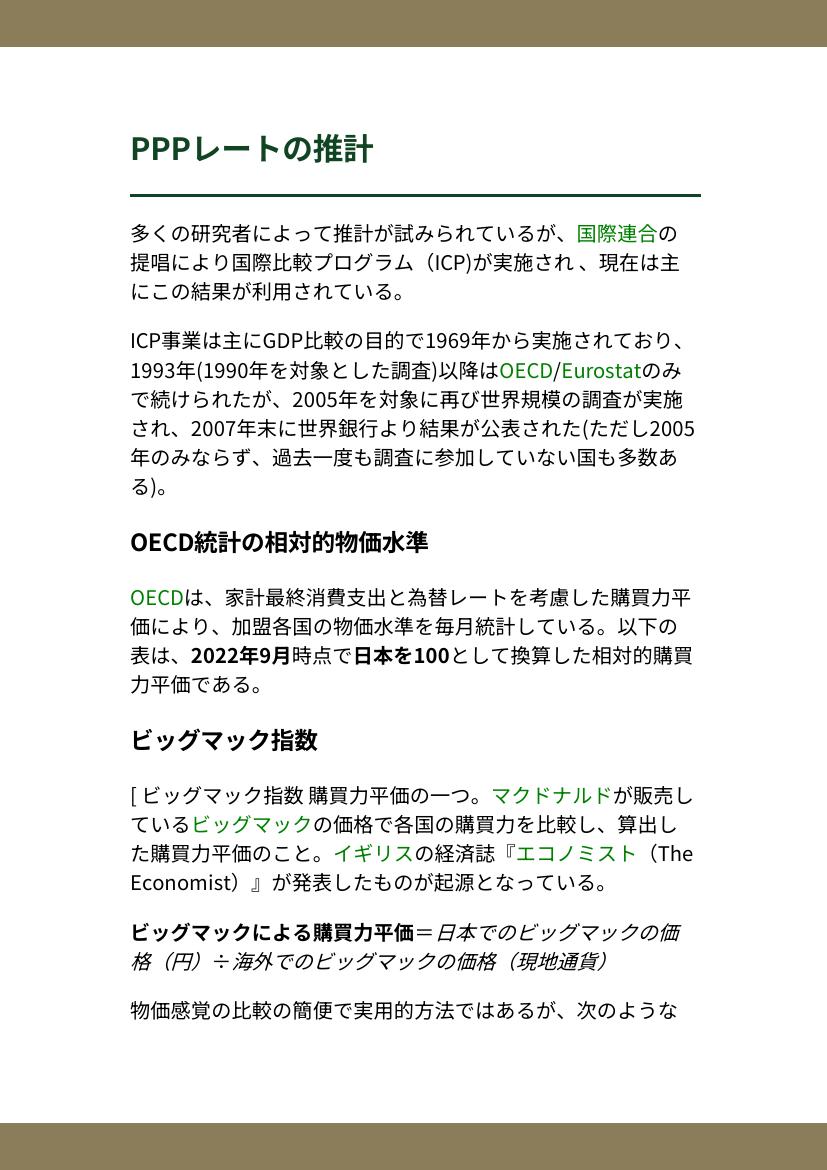 PPPレートの推計
多くの研究者によって推計が試みられているが、国際連合の
提唱により国際比較プログラム（ICP)が実施され 、現在は主
にこの結果が利用されている。
ICP事業は主にGDP比較の目的で1969年から実施されており、
1993年(1990年を対象とした調査)以降はOECD/Eurostatのみ
で続けられたが、2005年を対象に再び世界規模の調査が実施
され、2007年末に世界銀行より結果が公表された(ただし2005
年のみならず、過去一度も調査に参加していない国も多数あ
る)。
OECD統計の相対的物価水準
OECDは、家計最終消費支出と為替レートを考慮した購買力平
価により、加盟各国の物価水準を毎月統計している。以下の
表は、2022年9月時点で日本を100として換算した相対的購買
力平価である。
ビッグマック指数
[ ビッグマック指数 購買力平価の一つ。マクドナルドが販売し
ているビッグマックの価格で各国の購買力を比較し、算出し
た購買力平価のこと。イギリスの経済誌『エコノミスト（The
Economist）』が発表したものが起源となっている。
ビッグマックによる購買力平価＝日本でのビッグマックの価
格（円）÷海外でのビッグマックの価格（現地通貨）
物価感覚の比較の簡便で実用的方法ではあるが、次のような